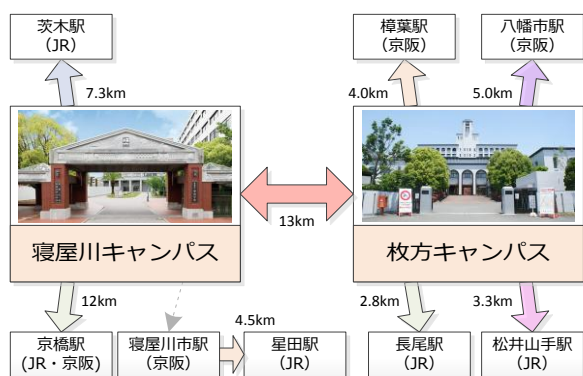 茨木駅
(JR)
樟葉駅
(京阪)
八幡市駅
(京阪)
7.3km
4.0km
5.0km
13km
寝屋川キャンパス
枚方キャンパス
12km
4.5km
2.8km
3.3km
京橋駅
(JR・京阪)
寝屋川市駅
(京阪)
星田駅
(JR)
長尾駅
(JR)
松井山手駅
(JR)